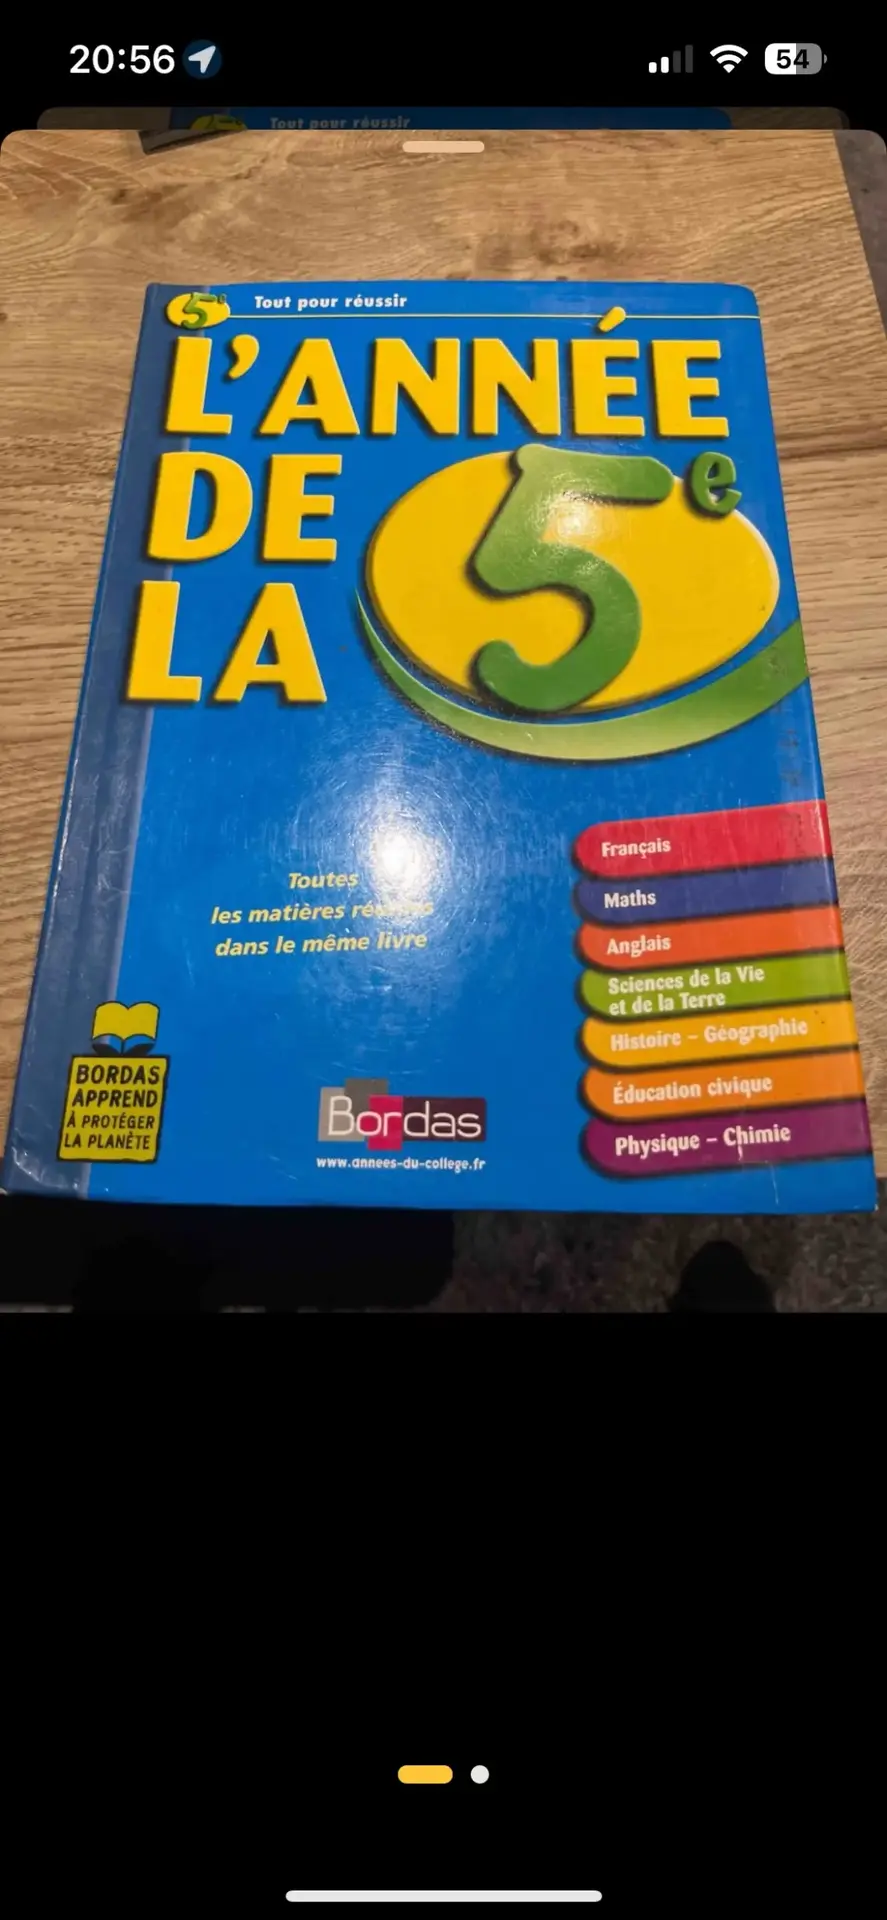 20:56
54
Tout pour réussir
5e
Tout pour réussir
L'ANNÉE
DE
LA
5e
Français
Maths
Anglais
Sciences de la Vie
et de la Terre
Histoire - Géographie
Éducation civique
Physique - Chimie
Toutes
les matières
dans le même livre
BORDAS
APPREND
À PROTÉGER
LA PLANÈTE
Bordas
www.annees-du-college.fr